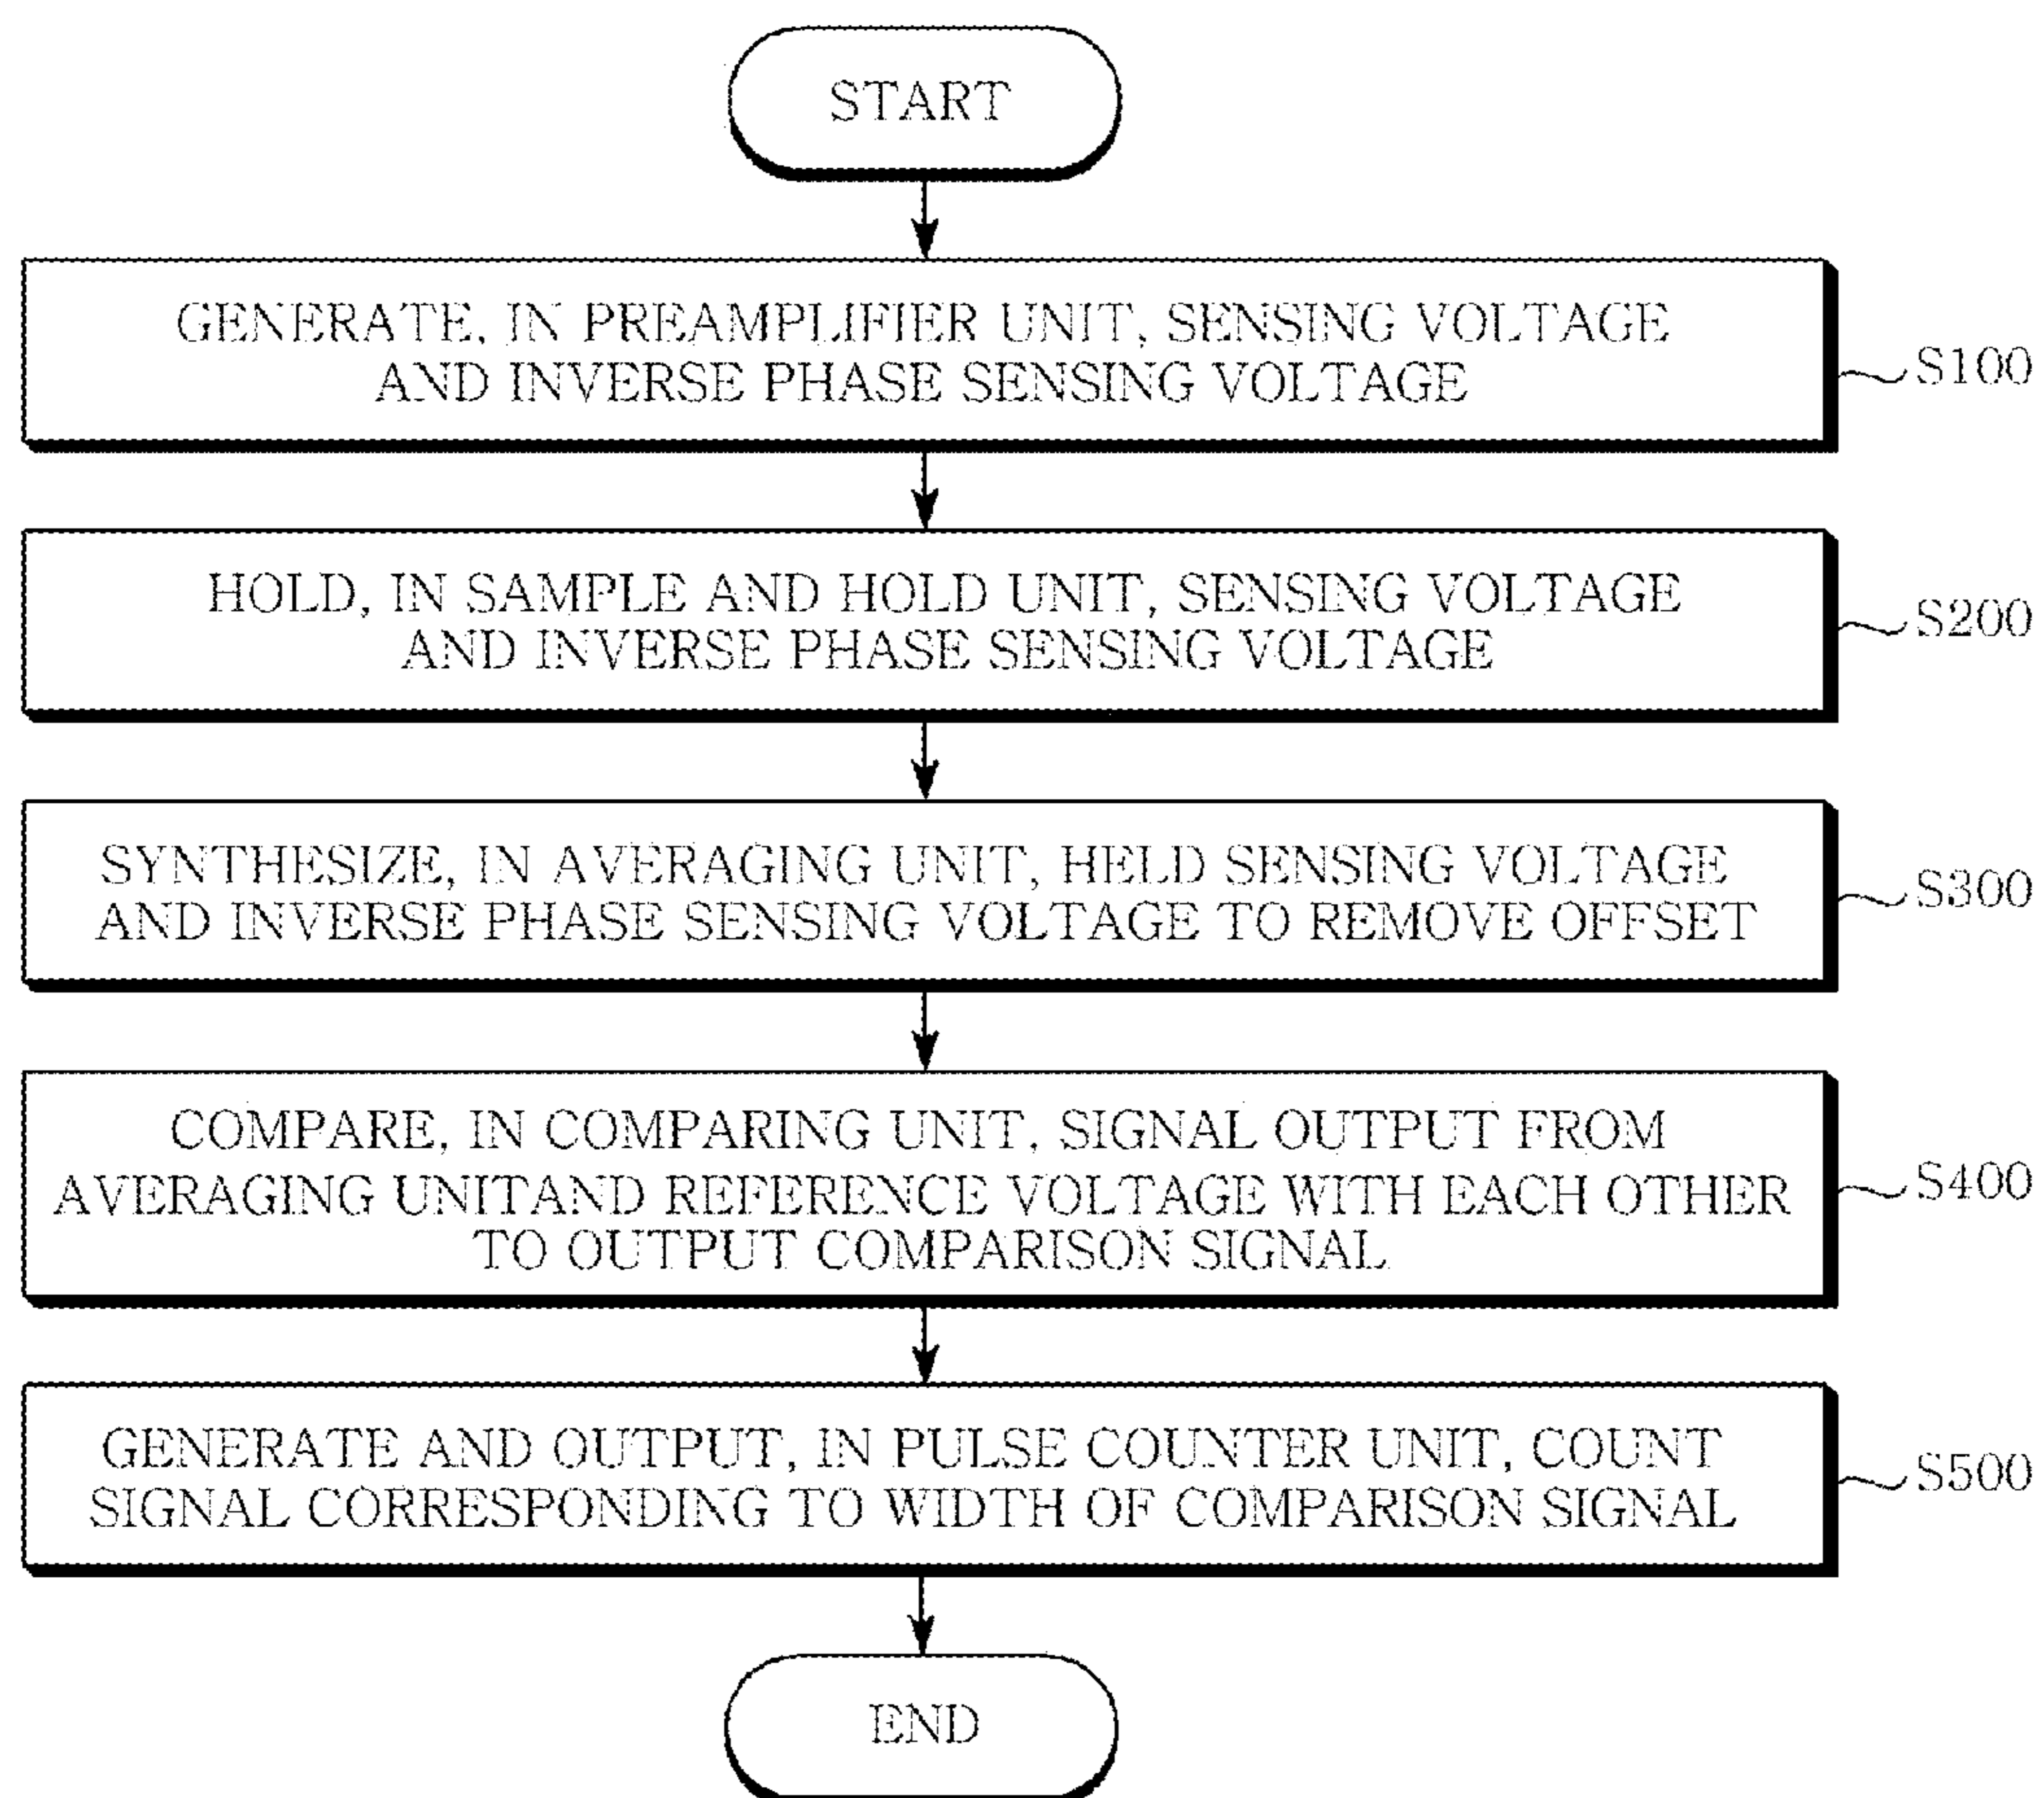 START
GENERATE, IN PREAMPLIFIER UNIT, SENSING VOLTAGE
AND INVERSE PHASE SENSING VOLTAGE
S100
HOLD, IN SAMPLE AND HOLD UNIT, SENSING VOLTAGE
AND INVERSE PHASE SENSING VOLTAGE
S200
SYNTHESIZE, IN AVERAGING UNIT, HELD SENSING VOLTAGE
AND INVERSE PHASE SENSING VOLTAGE TO REMOVE OFFSET
S300
COMPARE, IN COMPARING UNIT, SIGNAL OUTPUT FROM
AVERAGING UNITAND REFERENCE VOLTAGE WITH EACH OTHER
TO OUTPUT COMPARISON SIGNAL
S400
GENERATE AND OUTPUT, IN PULSE COUNTER UNIT, COUNT
SIGNAL CORRESPONDING TO WIDTH OF COMPARISON SIGNAL
S500
END